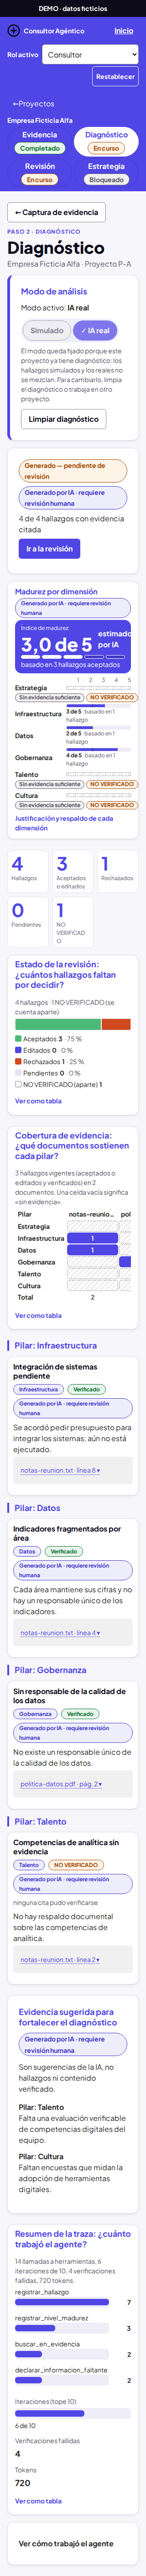 DEMO · datos ficticios
Consultor Agéntico
Inicio
Rol activo
Consultor
Restablecer
←Proyectos
Empresa Ficticia Alfa
Evidencia
Completado
Diagnóstico
En curso
Revisión
En curso
Estrategia
Bloqueado
← Captura de evidencia
PASO 2 · DIAGNÓSTICO
Diagnóstico
Empresa Ficticia Alfa · Proyecto P-A
Modo de análisis
Modo activo: IA real
Simulado
✓ IA real
El modo queda fijado porque este
proyecto ya tiene diagnóstico: los
hallazgos simulados y los reales no
se mezclan. Para cambiarlo, limpia
el diagnóstico o trabaja en otro
proyecto.
Limpiar diagnóstico
Generado — pendiente de
revisión
Generado por IA · requiere
revisión humana
4 de 4 hallazgos con evidencia
citada
Ir a la revisión
Madurez por dimensión
Generado por IA · requiere revisión
humana
Índice de madurez
3,0 de 5
estimado
por IA
basado en 3 hallazgos aceptados
1 2 3 4 5
Estrategia
Sin evidencia suficiente
NO VERIFICADO
Infraestructura
3 de 5 · basado en 1
hallazgo
Datos
2 de 5 · basado en 1
hallazgo
Gobernanza
4 de 5 · basado en 1
hallazgo
Talento
Sin evidencia suficiente
NO VERIFICADO
Cultura
Sin evidencia suficiente
NO VERIFICADO
Justificación y respaldo de cada
dimensión
4
Hallazgos
3
Aceptados
o editados
1
Rechazados
0
Pendientes
1
NO
VERIFICAD
O
Estado de la revisión:
¿cuántos hallazgos faltan
por decidir?
4 hallazgos · 1 NO VERIFICADO (se
cuenta aparte)
Aceptados 3 · 75 %
Editados 0 · 0 %
Rechazados 1 · 25 %
Pendientes 0 · 0 %
NO VERIFICADO (aparte) 1
Ver como tabla
Cobertura de evidencia:
¿qué documentos sostienen
cada pilar?
3 hallazgos vigentes (aceptados o
editados y verificados) en 2
documentos. Una celda vacía significa
«sin evidencia».
Pilar
notas-reunio…
pol
Estrategia
Infraestructura
1
Datos
1
Gobernanza
Talento
Cultura
Total
2
Ver como tabla
Pilar: Infraestructura
Integración de sistemas
pendiente
Infraestructura
Verificado
Generado por IA · requiere revisión
humana
Se acordó pedir presupuesto para
integrar los sistemas; aún no está
ejecutado.
notas-reunion.txt · línea 8 ▾
Pilar: Datos
Indicadores fragmentados por
área
Datos
Verificado
Generado por IA · requiere revisión
humana
Cada área mantiene sus cifras y no
hay un responsable único de los
indicadores.
notas-reunion.txt · línea 4 ▾
Pilar: Gobernanza
Sin responsable de la calidad de
los datos
Gobernanza
Verificado
Generado por IA · requiere revisión
humana
No existe un responsable único de
la calidad de los datos.
politica-datos.pdf · pág. 2 ▾
Pilar: Talento
Competencias de analítica sin
evidencia
Talento
NO VERIFICADO
Generado por IA · requiere revisión
humana
ninguna cita pudo verificarse
No hay respaldo documental
sobre las competencias de
analítica.
notas-reunion.txt · línea 2 ▾
Evidencia sugerida para
fortalecer el diagnóstico
Generado por IA · requiere
revisión humana
Son sugerencias de la IA, no
hallazgos ni contenido
verificado.
Pilar: Talento
Falta una evaluación verificable
de competencias digitales del
equipo.
Pilar: Cultura
Faltan encuestas que midan la
adopción de herramientas
digitales.
Resumen de la traza: ¿cuánto
trabajó el agente?
14 llamadas a herramientas, 6
iteraciones de 10, 4 verificaciones
fallidas, 720 tokens.
registrar_hallazgo
7
registrar_nivel_madurez
3
buscar_en_evidencia
2
declarar_informacion_faltante
2
Iteraciones (tope 10)
6 de 10
Verificaciones fallidas
4
Tokens
720
Ver como tabla
Ver cómo trabajó el agente